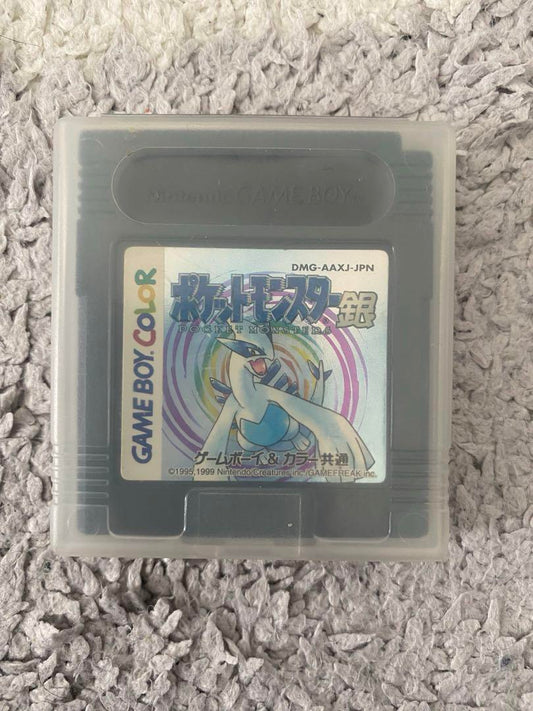 Nintendo GAME BOY
DMG-AAXJ-JPN
ポケットモンスター銀
POCKET MONSTERS
GAME BOY COLOR
ゲームボーイ & カラー共通
©1995,1999 Nintendo Creatures inc./GAMEFREAK inc.